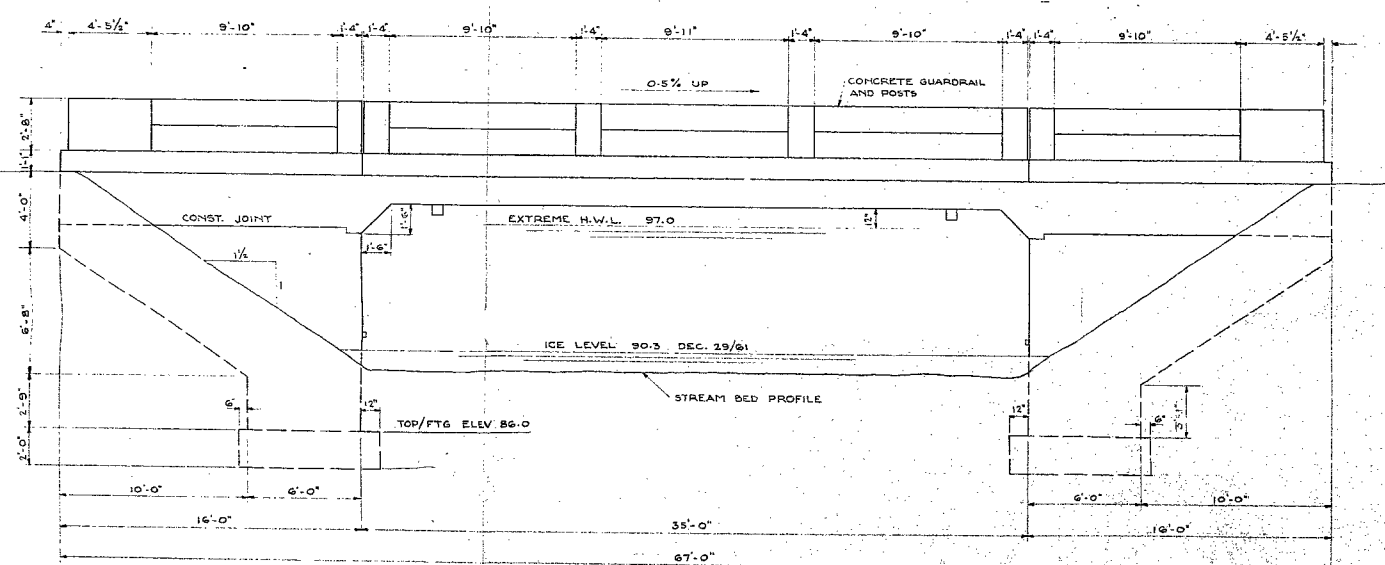 4" 4'-5½" 9'-10" 1'-4" 1'-4" 9'-10" 1'-4" 9'-11" 1'-4" 9'-10" 1'-4" 1'-4" 9'-10" 4'-5½"
0.5% UP
CONCRETE GUARDRAIL
AND POSTS
2'-8"
1'-1"
4'-0"
CONST. JOINT
1'-6"
EXTREME H.W.L. 97.0
12"
1'-6"
1½
1
6'-8"
ICE LEVEL 90.3 DEC. 29/61
STREAM BED PROFILE
2'-9"
6"
12"
TOP/FTG ELEV 86.0
12"
6"
3'-1"
2'-0"
10'-0" 6'-0" 6'-0" 10'-0"
16'-0" 35'-0" 16'-0"
67'-0"